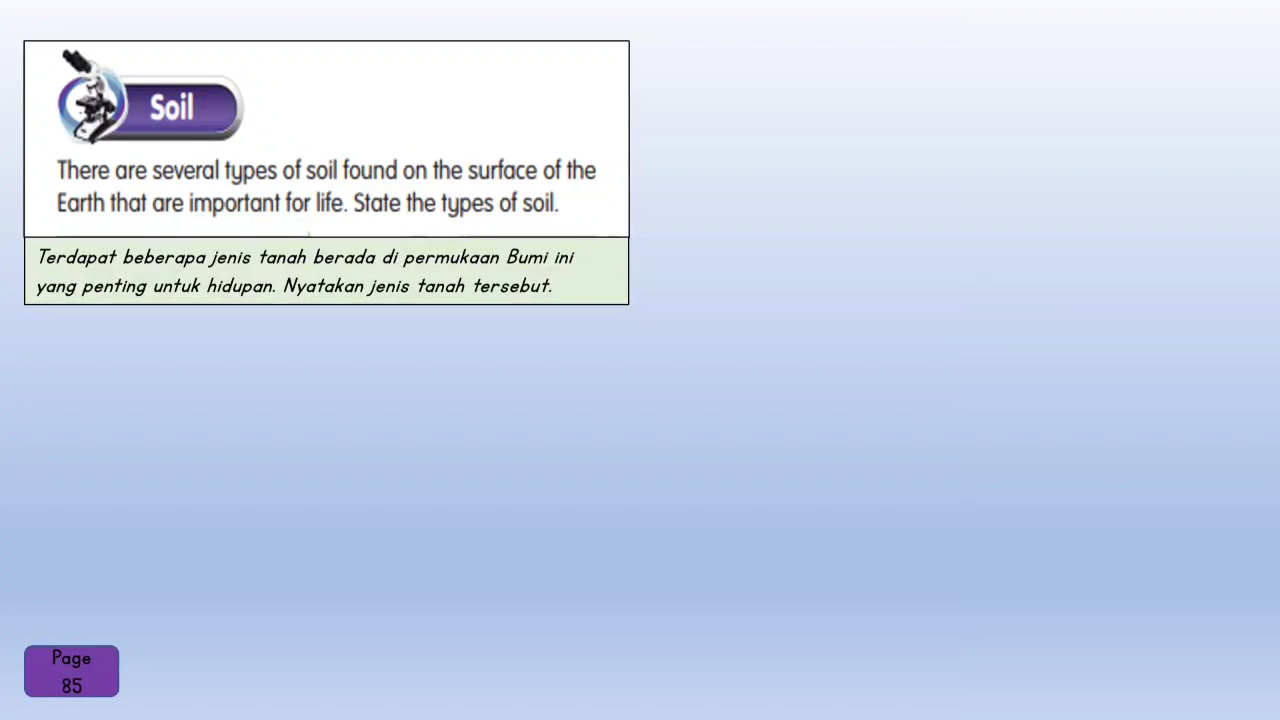 Soil
There are several types of soil found on the surface of the
Earth that are important for life. State the types of soil.
Terdapat beberapa jenis tanah berada di permukaan Bumi ini
yang penting untuk hidupan. Nyatakan jenis tanah tersebut.
Page
85